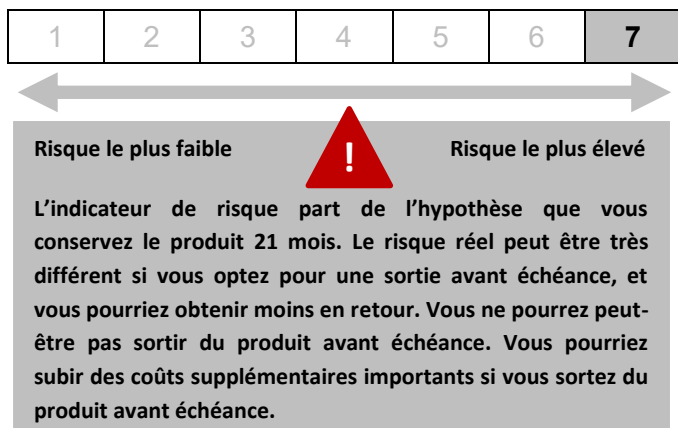 1 2 3 4 5 6 7
!
Risque le plus faible Risque le plus élevé
L’indicateur de risque part de l’hypothèse que vous
conservez le produit 21 mois. Le risque réel peut être très
différent si vous optez pour une sortie avant échéance, et
vous pourriez obtenir moins en retour. Vous ne pourrez peut-
être pas sortir du produit avant échéance. Vous pourriez
subir des coûts supplémentaires importants si vous sortez du
produit avant échéance.